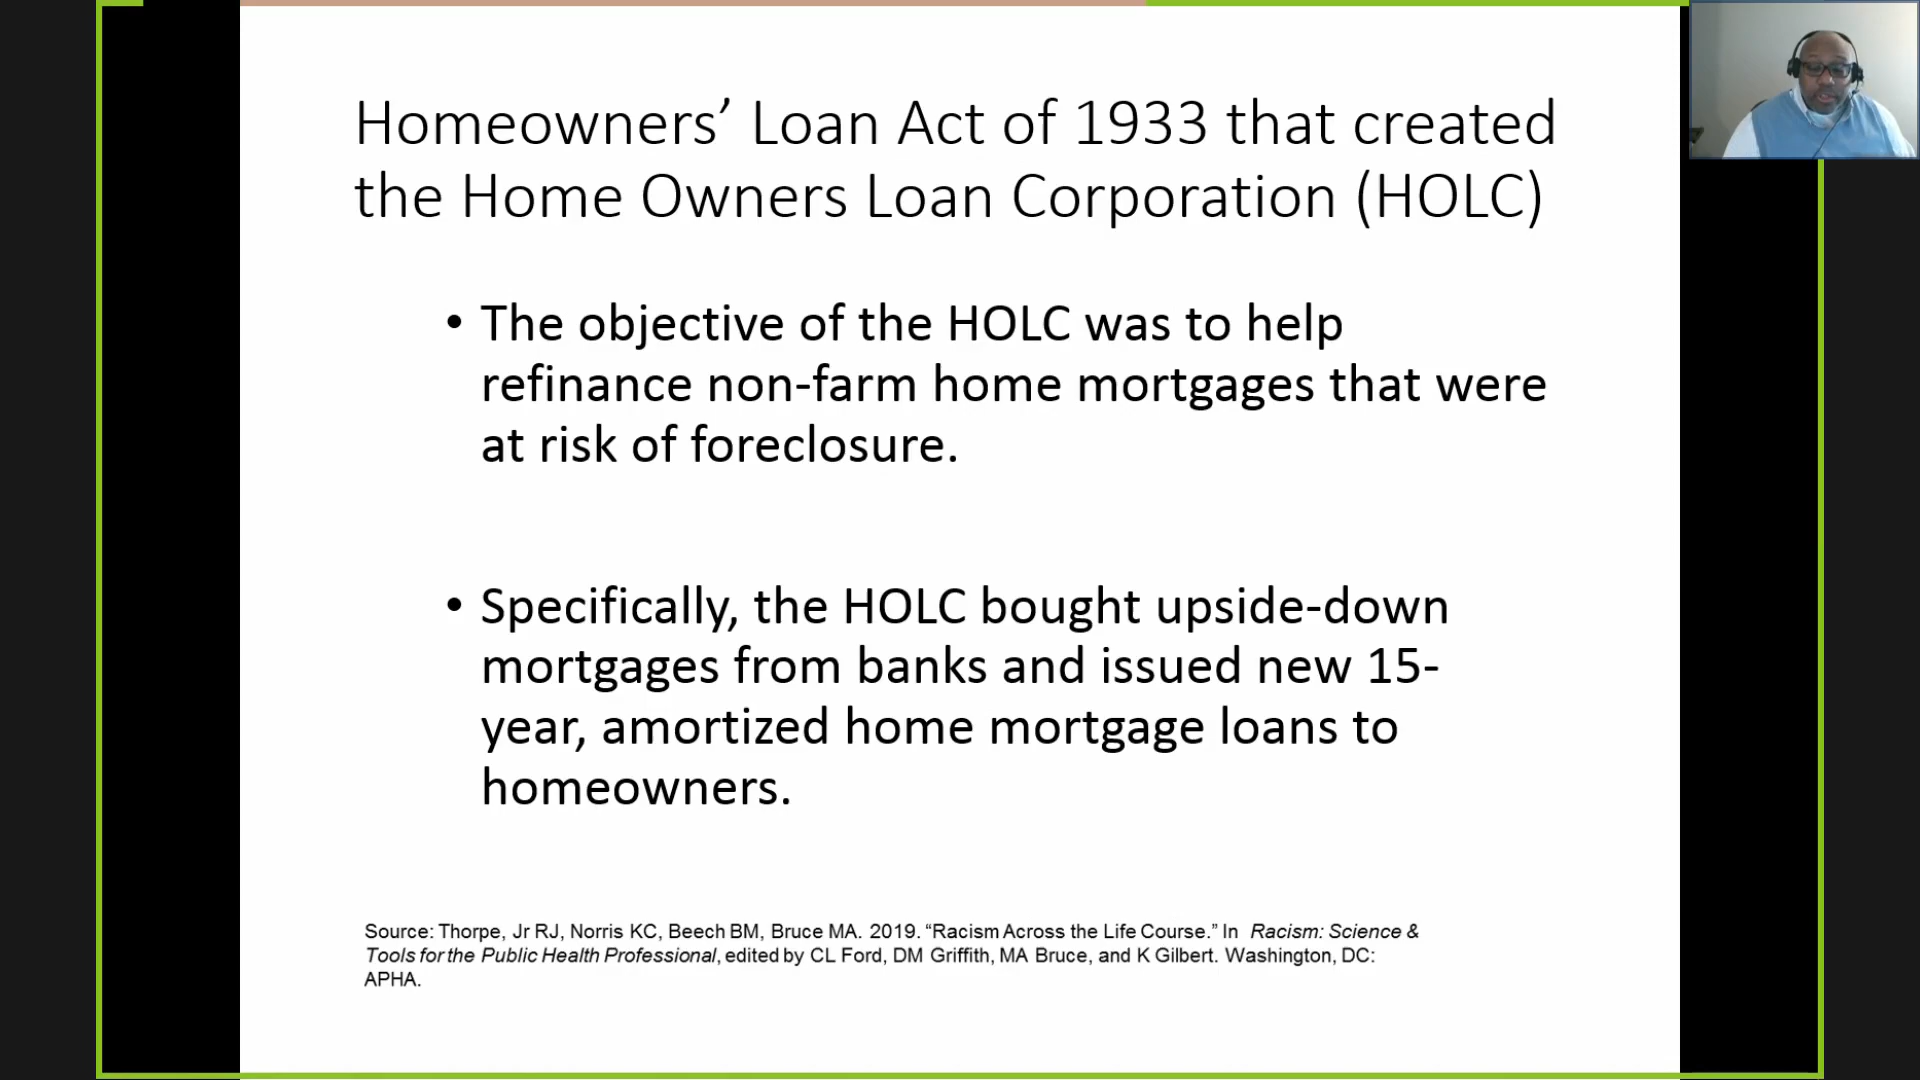 Homeowners’ Loan Act of 1933 that created
the Home Owners Loan Corporation (HOLC)
• The objective of the HOLC was to help
refinance non-farm home mortgages that were
at risk of foreclosure.
• Specifically, the HOLC bought upside-down
mortgages from banks and issued new 15-
year, amortized home mortgage loans to
homeowners.
Source: Thorpe, Jr RJ, Norris KC, Beech BM, Bruce MA. 2019. “Racism Across the Life Course.” In Racism: Science &
Tools for the Public Health Professional, edited by CL Ford, DM Griffith, MA Bruce, and K Gilbert. Washington, DC:
APHA.